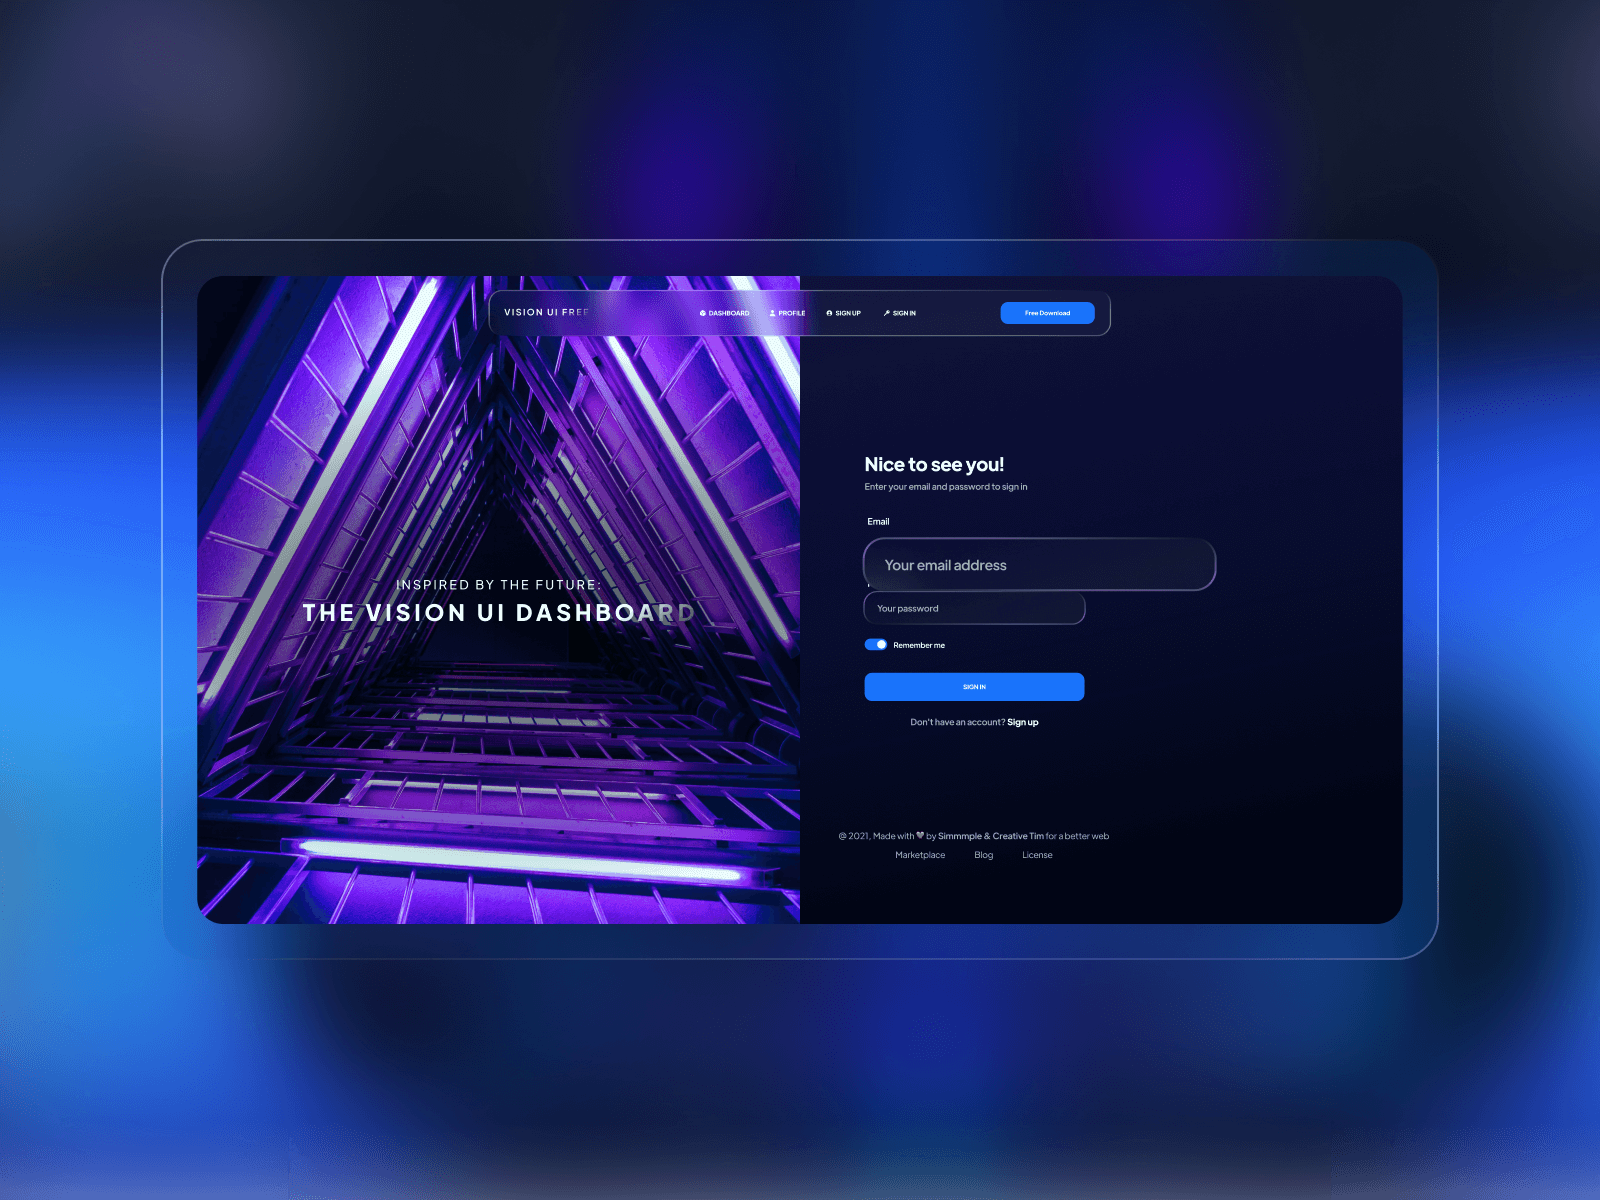 VISION UI FREE
DASHBOARD
PROFILE
SIGN UP
SIGN IN
Free Download
INSPIRED BY THE FUTURE:
THE VISION UI DASHBOARD
Nice to see you!
Enter your email and password to sign in
Email
Your email address
Your password
Remember me
SIGN IN
Don't have an account? Sign up
@ 2021, Made with 💜 by Simmmple & Creative Tim for a better web
Marketplace
Blog
License